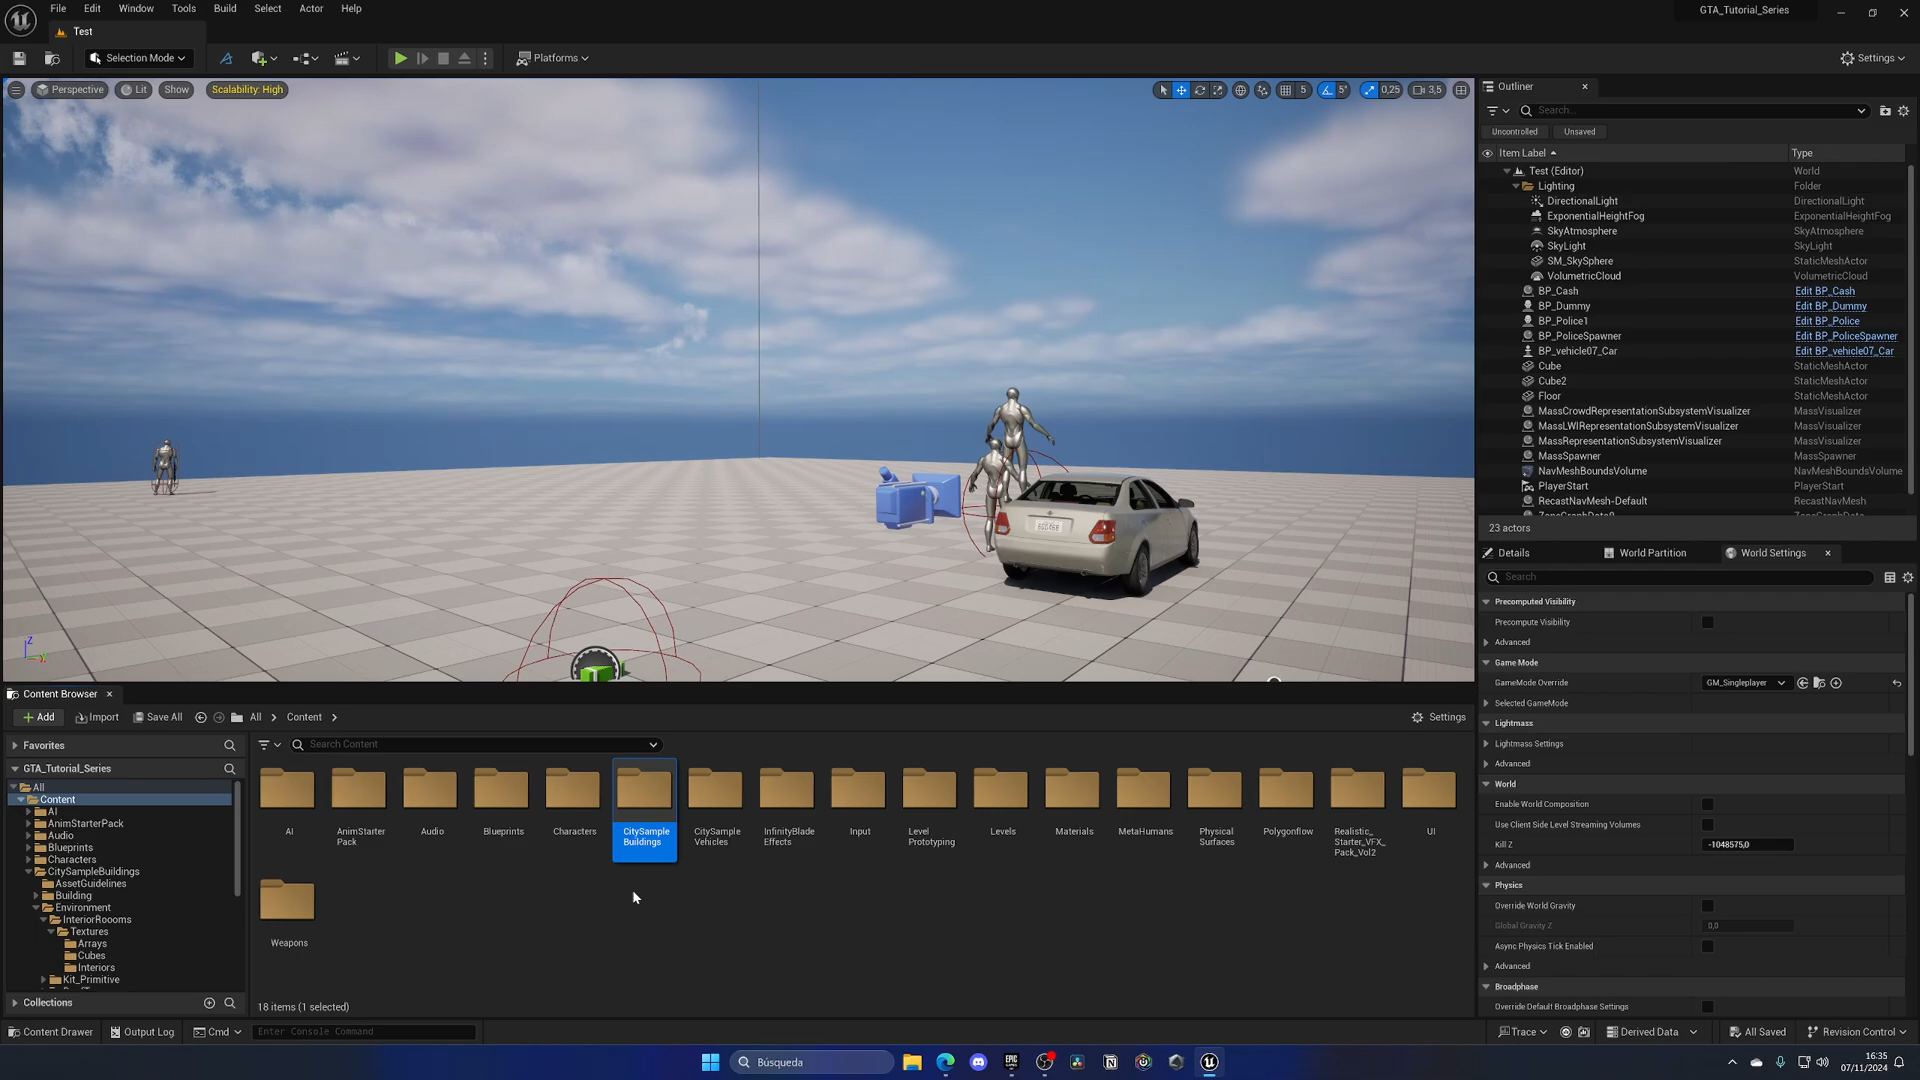 File Edit Window Tools Build Select Actor Help
GTA_Tutorial_Series
Test
Selection Mode
Platforms
Settings
Perspective Lit Show Scalability: High
5 5° 0,25 3,5
Outliner
Search...
Uncontrolled Unsaved
Item Label Type
Test (Editor) World
Lighting Folder
DirectionalLight DirectionalLight
ExponentialHeightFog ExponentialHeightFog
SkyAtmosphere SkyAtmosphere
SkyLight SkyLight
SM_SkySphere StaticMeshActor
VolumetricCloud VolumetricCloud
BP_Cash Edit BP_Cash
BP_Dummy Edit BP_Dummy
BP_Police1 Edit BP_Police
BP_PoliceSpawner Edit BP_PoliceSpawner
BP_vehicle07_Car Edit BP_vehicle07_Car
Cube StaticMeshActor
Cube2 StaticMeshActor
Floor StaticMeshActor
MassCrowdRepresentationSubsystemVisualizer MassVisualizer
MassLWIRepresentationSubsystemVisualizer MassVisualizer
MassRepresentationSubsystemVisualizer MassVisualizer
MassSpawner MassSpawner
NavMeshBoundsVolume NavMeshBoundsVolume
PlayerStart PlayerStart
RecastNavMesh-Default RecastNavMesh
23 actors
Details World Partition World Settings
Search
Precomputed Visibility
Precompute Visibility
Advanced
Game Mode
GameMode Override GM_Singleplayer
Selected GameMode
Lightmass
Lightmass Settings
Advanced
World
Enable World Composition
Use Client Side Level Streaming Volumes
Kill Z -1048575,0
Advanced
Physics
Override World Gravity
Global Gravity Z 0,0
Async Physics Tick Enabled
Advanced
Broadphase
Override Default Broadphase Settings
Content Browser
Add Import Save All All Content Settings
Favorites
GTA_Tutorial_Series
All
Content
AI
AnimStarterPack
Audio
Blueprints
Characters
CitySampleBuildings
AssetGuidelines
Building
Environment
InteriorRoooms
Textures
Arrays
Cubes
Interiors
Kit_Primitive
Collections
Search Content
AI
AnimStarter
Pack
Audio
Blueprints
Characters
CitySample
Buildings
CitySample
Vehicles
InfinityBlade
Effects
Input
Level
Prototyping
Levels
Materials
MetaHumans
Physical
Surfaces
Polygonflow
Realistic_
Starter_VFX_
Pack_Vol2
UI
Weapons
18 items (1 selected)
Content Drawer Output Log Cmd Enter Console Command
Trace Derived Data All Saved Revision Control
Búsqueda
EPIC
GAMES
16:35
07/11/2024